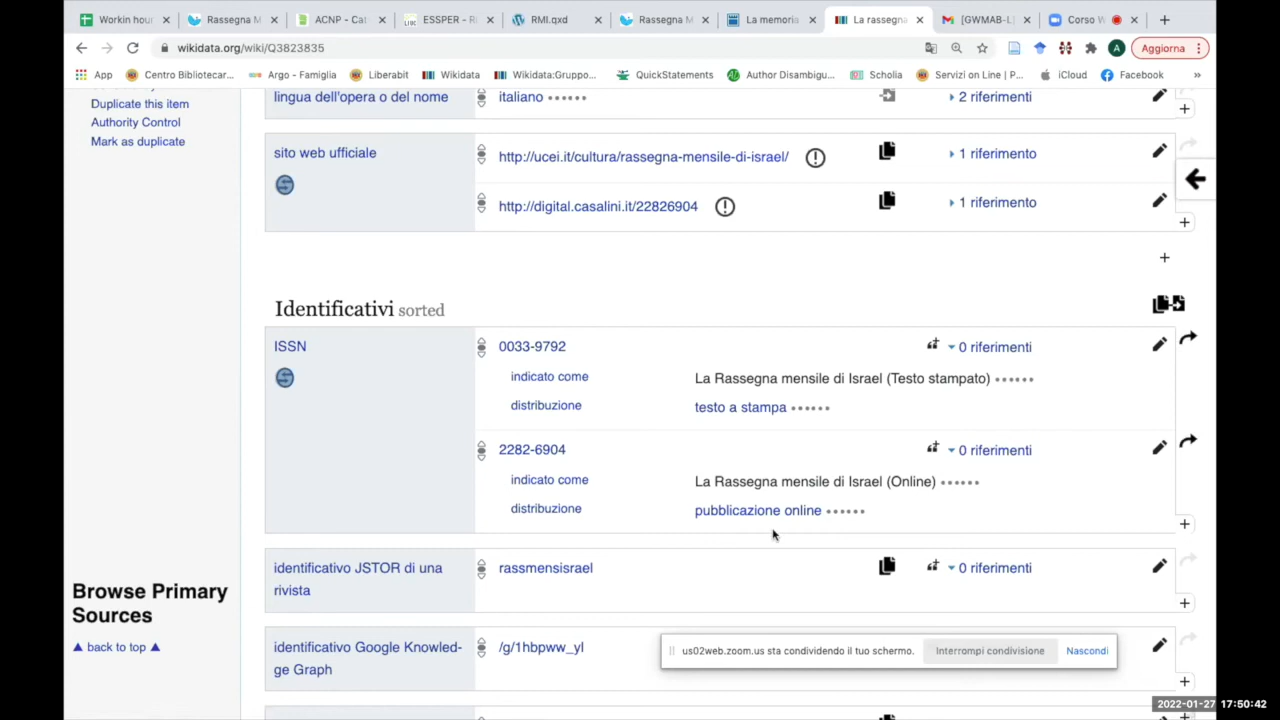 Workin hour
Rassegna M
ACNP - Cat
ESSPER - Ri
RMI.qxd
Rassegna M
La memoria
La rassegna
[GWMAB-L]
Corso W
wikidata.org/wiki/Q3823835
A
Aggiorna
App
Centro Bibliotecar...
Argo - Famiglia
Liberabit
Wikidata
Wikidata:Gruppo...
QuickStatements
Author Disambigu...
Scholia
Servizi on Line | P...
iCloud
Facebook
»
Duplicate this item
Authority Control
Mark as duplicate
lingua dell'opera o del nome
italiano
2 riferimenti
sito web ufficiale
http://ucei.it/cultura/rassegna-mensile-di-israel/
1 riferimento
http://digital.casalini.it/22826904
1 riferimento
Identificativi sorted
ISSN
0033-9792
0 riferimenti
indicato come
La Rassegna mensile di Israel (Testo stampato)
distribuzione
testo a stampa
2282-6904
0 riferimenti
indicato come
La Rassegna mensile di Israel (Online)
distribuzione
pubblicazione online
identificativo JSTOR di una
rivista
rassmensisrael
0 riferimenti
Browse Primary
Sources
▲ back to top ▲
identificativo Google Knowled-
ge Graph
/g/1hbpww_yl
us02web.zoom.us sta condividendo il tuo schermo.
Interrompi condivisione
Nascondi
2022-01-27 17:50:42